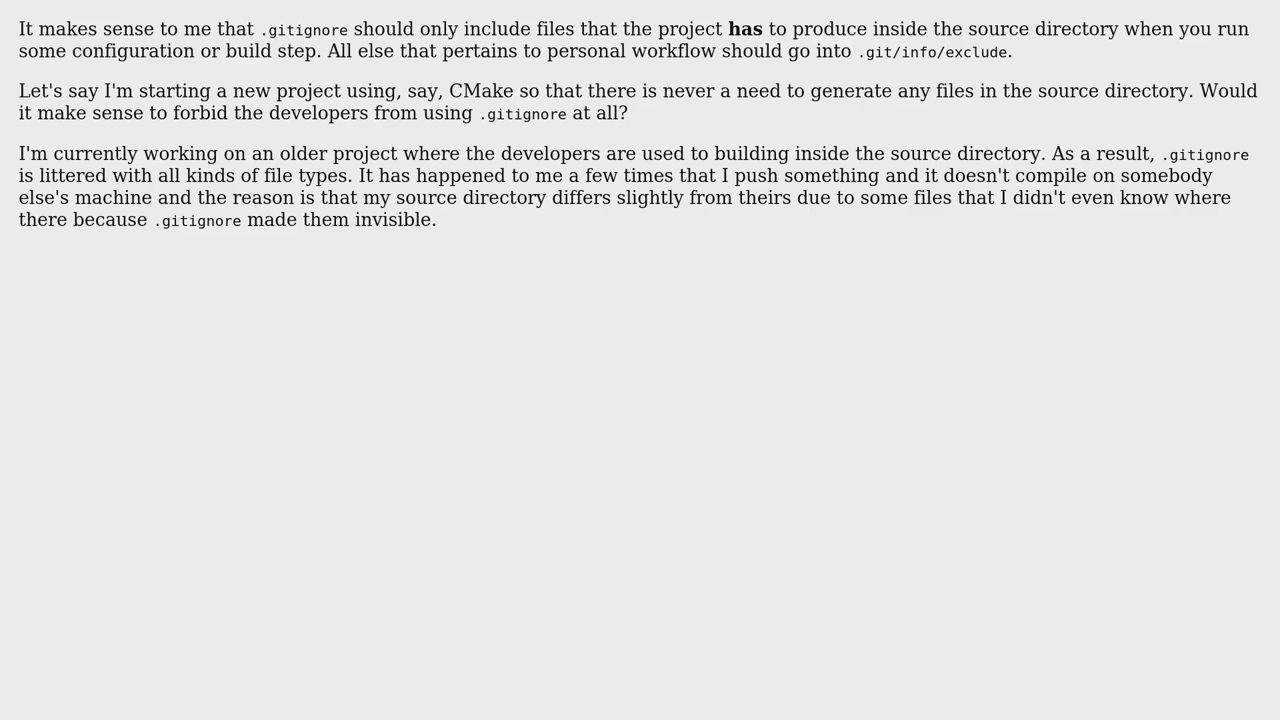 It makes sense to me that .gitignore should only include files that the project has to produce inside the source directory when you run
some configuration or build step. All else that pertains to personal workflow should go into .git/info/exclude.
Let's say I'm starting a new project using, say, CMake so that there is never a need to generate any files in the source directory. Would
it make sense to forbid the developers from using .gitignore at all?
I'm currently working on an older project where the developers are used to building inside the source directory. As a result, .gitignore
is littered with all kinds of file types. It has happened to me a few times that I push something and it doesn't compile on somebody
else's machine and the reason is that my source directory differs slightly from theirs due to some files that I didn't even know where
there because .gitignore made them invisible.